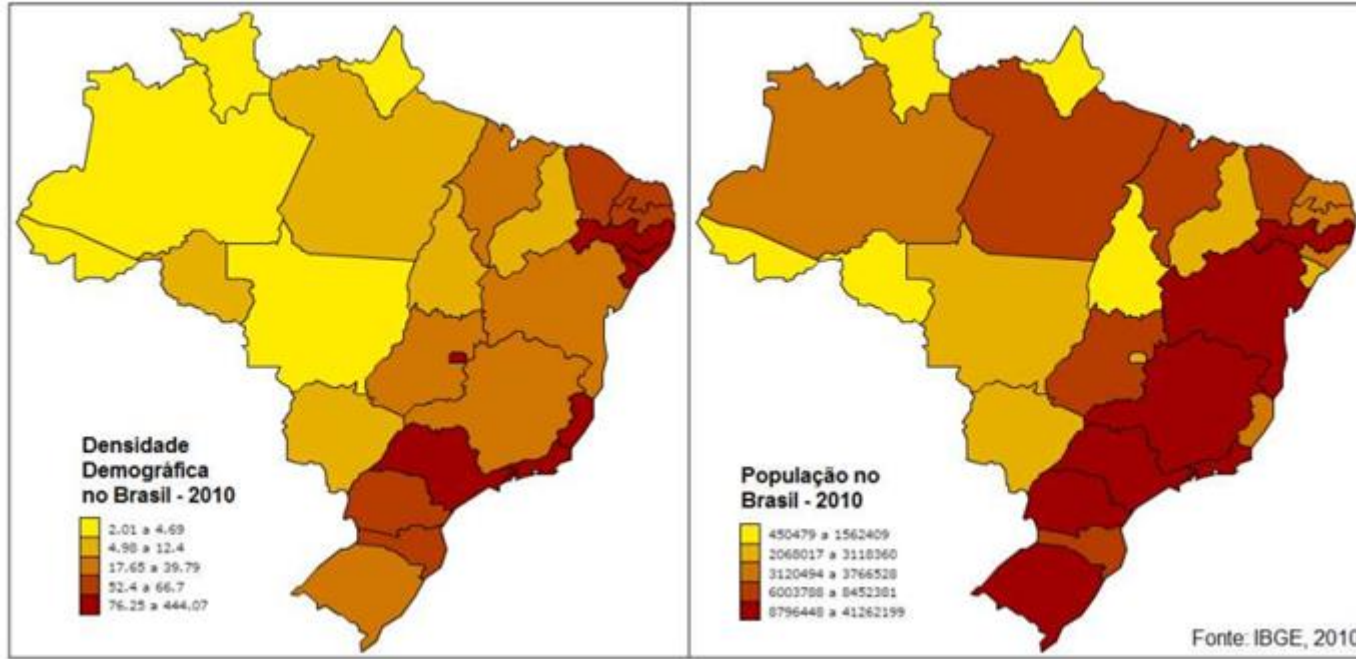 Densidade
Demográfica
no Brasil - 2010
2.01 a 4.69
4.98 a 12.4
17.65 a 39.79
52.4 a 66.7
76.25 a 444.07
População no
Brasil - 2010
450479 a 1562409
2068017 a 3118360
3120494 a 3766528
6003788 a 8452381
8796448 a 41262199
Fonte: IBGE, 2010